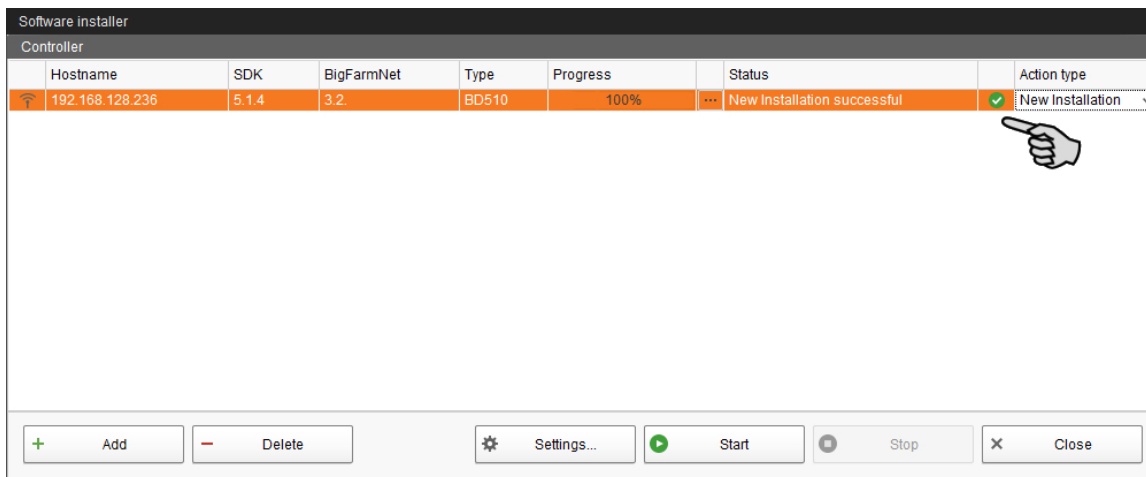 Software installer
Controller
Hostname SDK BigFarmNet Type Progress Status Action type
192.168.128.236 5.1.4 3.2. BD510 100% ... New Installation successful New Installation
Add Delete Settings... Start Stop Close